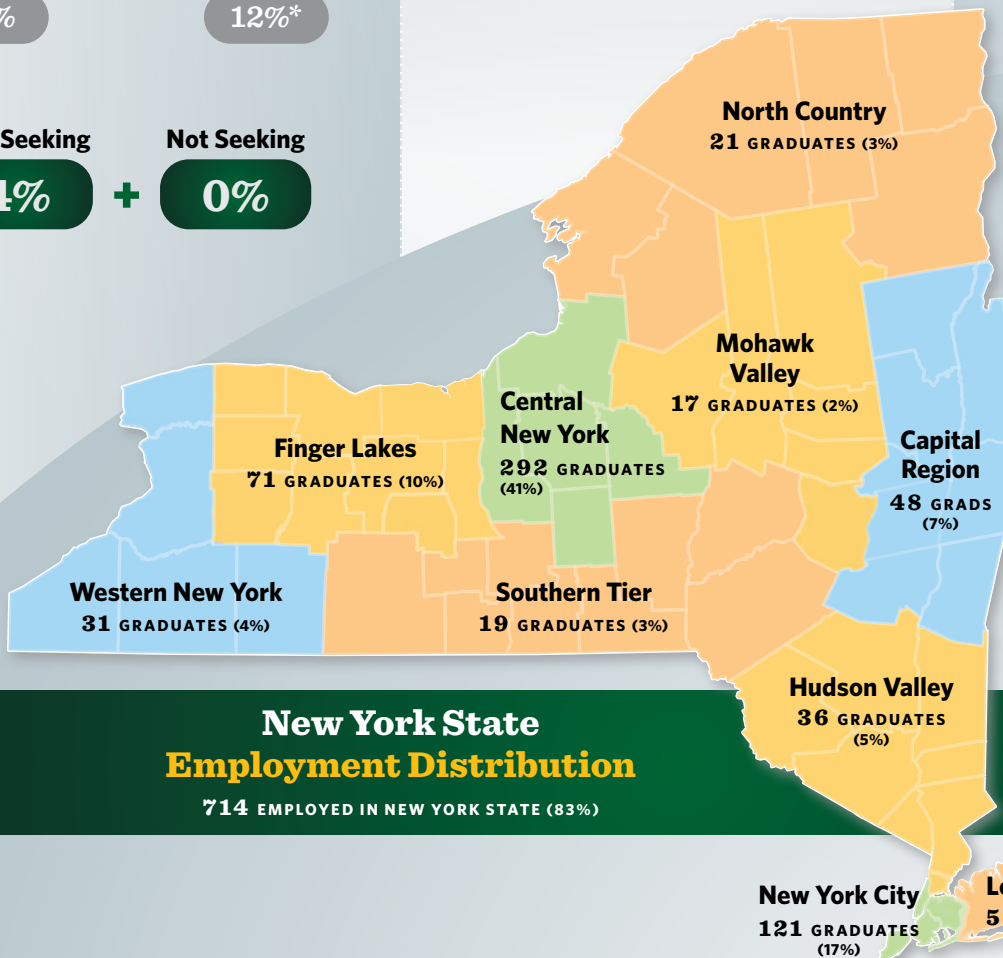 %
12%*
Seeking
Not Seeking
4%
+
0%
North Country
21 GRADUATES (3%)
Mohawk
Valley
17 GRADUATES (2%)
Central
New York
292 GRADUATES
(41%)
Finger Lakes
71 GRADUATES (10%)
Capital
Region
48 GRADS
(7%)
Western New York
31 GRADUATES (4%)
Southern Tier
19 GRADUATES (3%)
Hudson Valley
36 GRADUATES
(5%)
New York State
Employment Distribution
714 EMPLOYED IN NEW YORK STATE (83%)
New York City
121 GRADUATES
(17%)
5